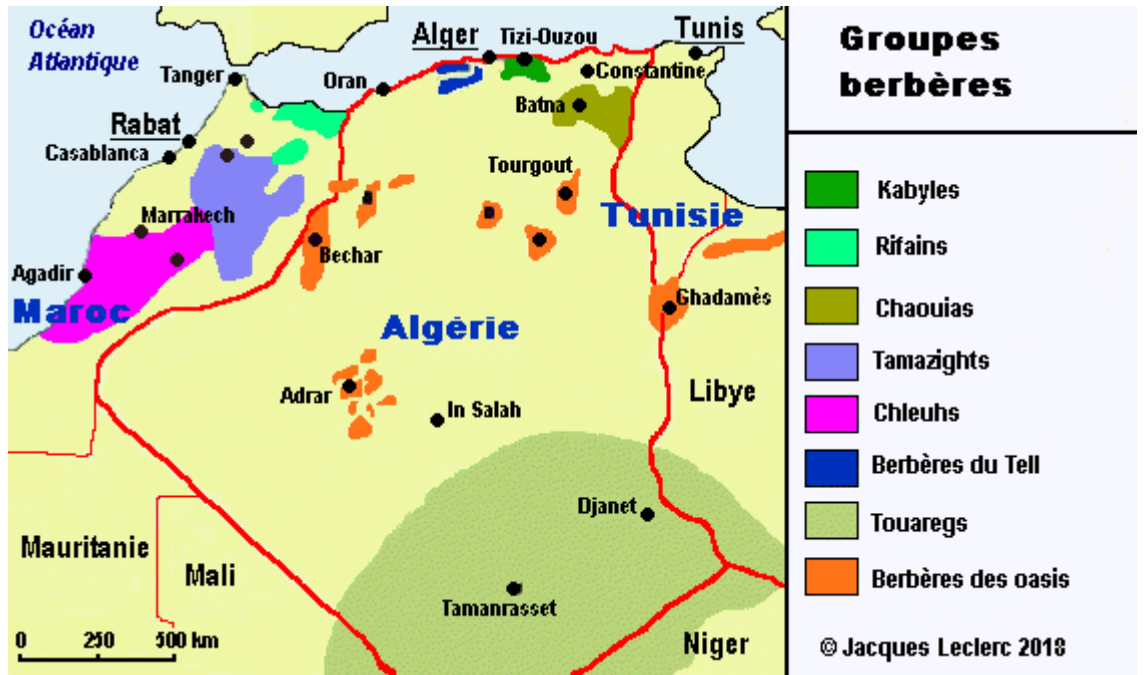 Océan
Atlantique
Tanger
Rabat
Casablanca
Marrakech
Agadir
Maroc
Oran
Alger
Tizi-Ouzou
Tunis
Constantine
Batna
Tourgout
Tunisie
Bechar
Ghadamès
Algérie
Adrar
In Salah
Libye
Djanet
Mauritanie
Mali
Tamanrasset
Niger
0 250 500 km
Groupes
berbères
Kabyles
Rifains
Chaouias
Tamazights
Chleuhs
Berbères du Tell
Touaregs
Berbères des oasis
© Jacques Leclerc 2018